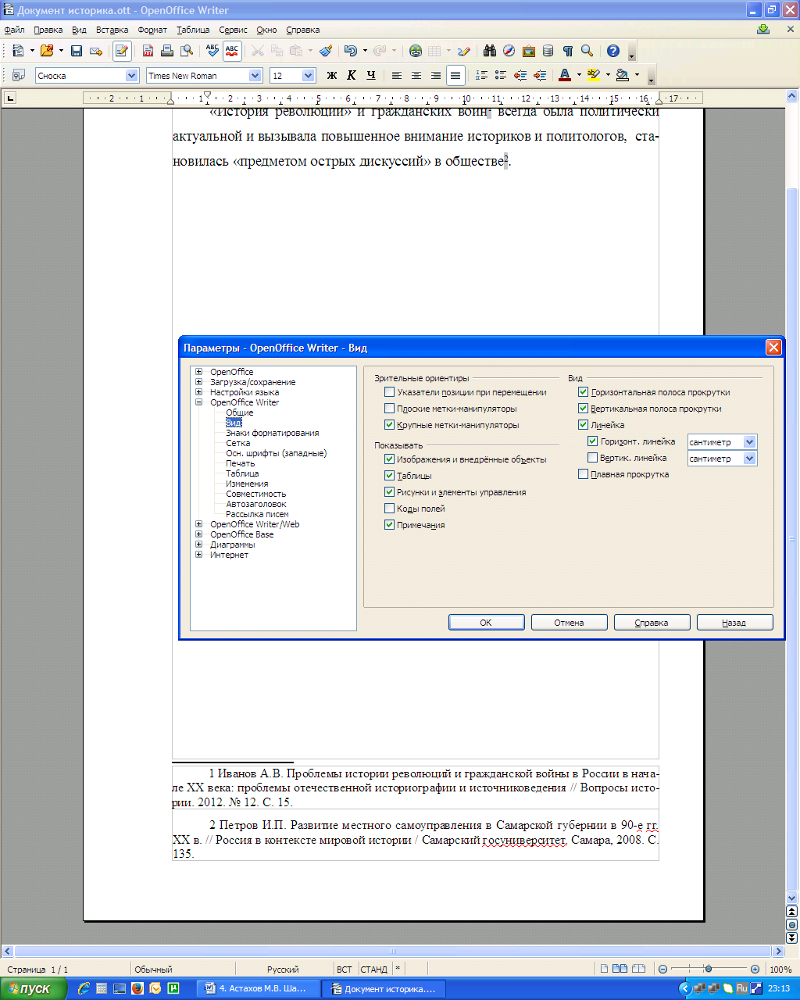 Документ историка.ott - OpenOffice Writer
Файл Правка Вид Вставка Формат Таблица Сервис Окно Справка
Сноска Times New Roman 12 Ж К Ч
2 1 1 2 3 4 5 6 7 8 9 10 11 12 13 14 15 16 17
«История революций» и гражданских войн¹ всегда была политически
актуальной и вызывала повышенное внимание историков и политологов, ста-
новилась «предметом острых дискуссий» в обществе².
Параметры - OpenOffice Writer - Вид
OpenOffice
Загрузка/сохранение
Настройки языка
OpenOffice Writer
Общие
Вид
Знаки форматирования
Сетка
Осн. шрифты (западные)
Печать
Таблица
Изменения
Совместимость
Автозаголовок
Рассылка писем
OpenOffice Writer/Web
OpenOffice Base
Диаграммы
Интернет
Зрительные ориентиры
Указатели позиции при перемещении
Плоские метки-манипуляторы
Крупные метки-манипуляторы
Показывать
Изображения и внедрённые объекты
Таблицы
Рисунки и элементы управления
Коды полей
Примечания
Вид
Горизонтальная полоса прокрутки
Вертикальная полоса прокрутки
Линейка
Горизонт. линейка сантиметр
Вертик. линейка сантиметр
Плавная прокрутка
ОК Отмена Справка Назад
1 Иванов А.В. Проблемы истории революций и гражданской войны в России в нача-
ле XX века: проблемы отечественной историографии и источниковедения // Вопросы исто-
рии. 2012. № 12. С. 15.
2 Петров И.П. Развитие местного самоуправления в Самарской губернии в 90-е гг.
XX в. // Россия в контексте мировой истории / Самарский госуниверситет. Самара, 2008. С.
135.
Страница 1 / 1 Обычный Русский ВСТ СТАНД * 100%
пуск 4. Астахов М.В. Ша... Документ историка.... Ru 23:13